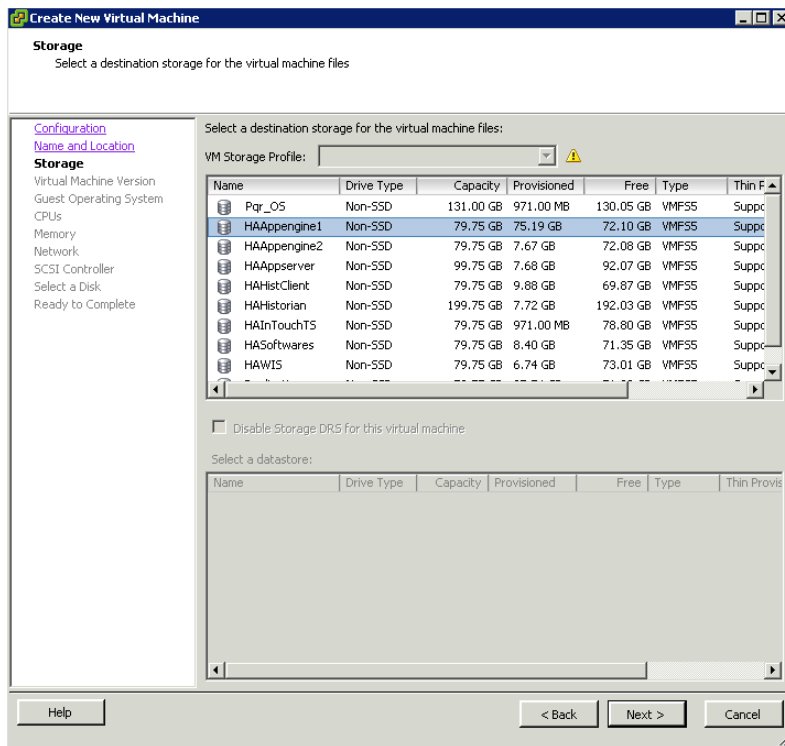 Create New Virtual Machine
Storage
Select a destination storage for the virtual machine files
Configuration
Name and Location
Storage
Virtual Machine Version
Guest Operating System
CPUs
Memory
Network
SCSI Controller
Select a Disk
Ready to Complete
Select a destination storage for the virtual machine files:
VM Storage Profile:
Name Drive Type Capacity Provisioned Free Type Thin P
Pqr_OS Non-SSD 131.00 GB 971.00 MB 130.05 GB VMFS5 Suppo
HAAppengine1 Non-SSD 79.75 GB 75.19 GB 72.10 GB VMFS5 Suppo
HAAppengine2 Non-SSD 79.75 GB 7.67 GB 72.08 GB VMFS5 Suppo
HAAppserver Non-SSD 99.75 GB 7.68 GB 92.07 GB VMFS5 Suppo
HAHistClient Non-SSD 79.75 GB 9.88 GB 69.87 GB VMFS5 Suppo
HAHistorian Non-SSD 199.75 GB 7.72 GB 192.03 GB VMFS5 Suppo
HAInTouchTS Non-SSD 79.75 GB 971.00 MB 78.80 GB VMFS5 Suppo
HASoftwares Non-SSD 79.75 GB 8.40 GB 71.35 GB VMFS5 Suppo
HAWIS Non-SSD 79.75 GB 6.74 GB 73.01 GB VMFS5 Suppo
Disable Storage DRS for this virtual machine
Select a datastore:
Name Drive Type Capacity Provisioned Free Type Thin Provis
Help
< Back
Next >
Cancel